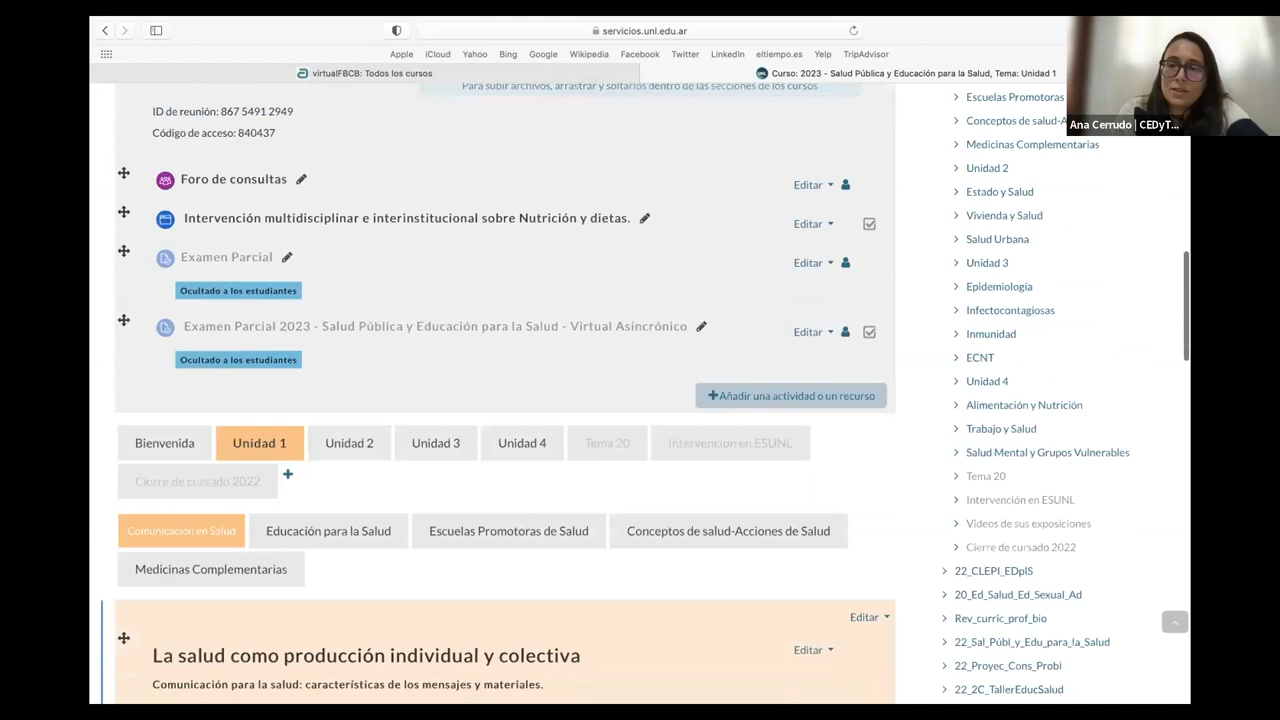 servicios.unl.edu.ar
Apple iCloud Yahoo Bing Google Wikipedia Facebook Twitter LinkedIn eltiempo.es Yelp TripAdvisor
virtualFBCB: Todos los cursos
Curso: 2023 - Salud Pública y Educación para la Salud, Tema: Unidad 1
Ana Cerrudo | CEDyT...
Para subir archivos, arrastrar y soltarlos dentro de las secciones de los cursos
ID de reunión: 867 5491 2949
Código de acceso: 840437
Foro de consultas
Editar
Intervención multidisciplinar e interinstitucional sobre Nutrición y dietas.
Editar
Examen Parcial
Editar
Ocultado a los estudiantes
Examen Parcial 2023 - Salud Pública y Educación para la Salud - Virtual Asincrónico
Editar
Ocultado a los estudiantes
+Añadir una actividad o un recurso
Bienvenida Unidad 1 Unidad 2 Unidad 3 Unidad 4 Tema 20 Intervención en ESUNL
Cierre de cursado 2022 +
Comunicación en Salud Educación para la Salud Escuelas Promotoras de Salud Conceptos de salud-Acciones de Salud
Medicinas Complementarias
Editar
La salud como produccion individual y colectiva
Editar
Comunicación para la salud: características de los mensajes y materiales.
Escuelas Promotoras
Conceptos de salud-A
Medicinas Complementarias
Unidad 2
Estado y Salud
Vivienda y Salud
Salud Urbana
Unidad 3
Epidemiología
Infectocontagiosas
Inmunidad
ECNT
Unidad 4
Alimentación y Nutrición
Trabajo y Salud
Salud Mental y Grupos Vulnerables
Tema 20
Intervención en ESUNL
Videos de sus exposiciones
Cierre de cursado 2022
22_CLEPI_EDpIS
20_Ed_Salud_Ed_Sexual_Ad
Rev_curric_prof_bio
22_Sal_Públ_y_Edu_para_la_Salud
22_Proyec_Cons_Probl
22_2C_TallerEducSalud